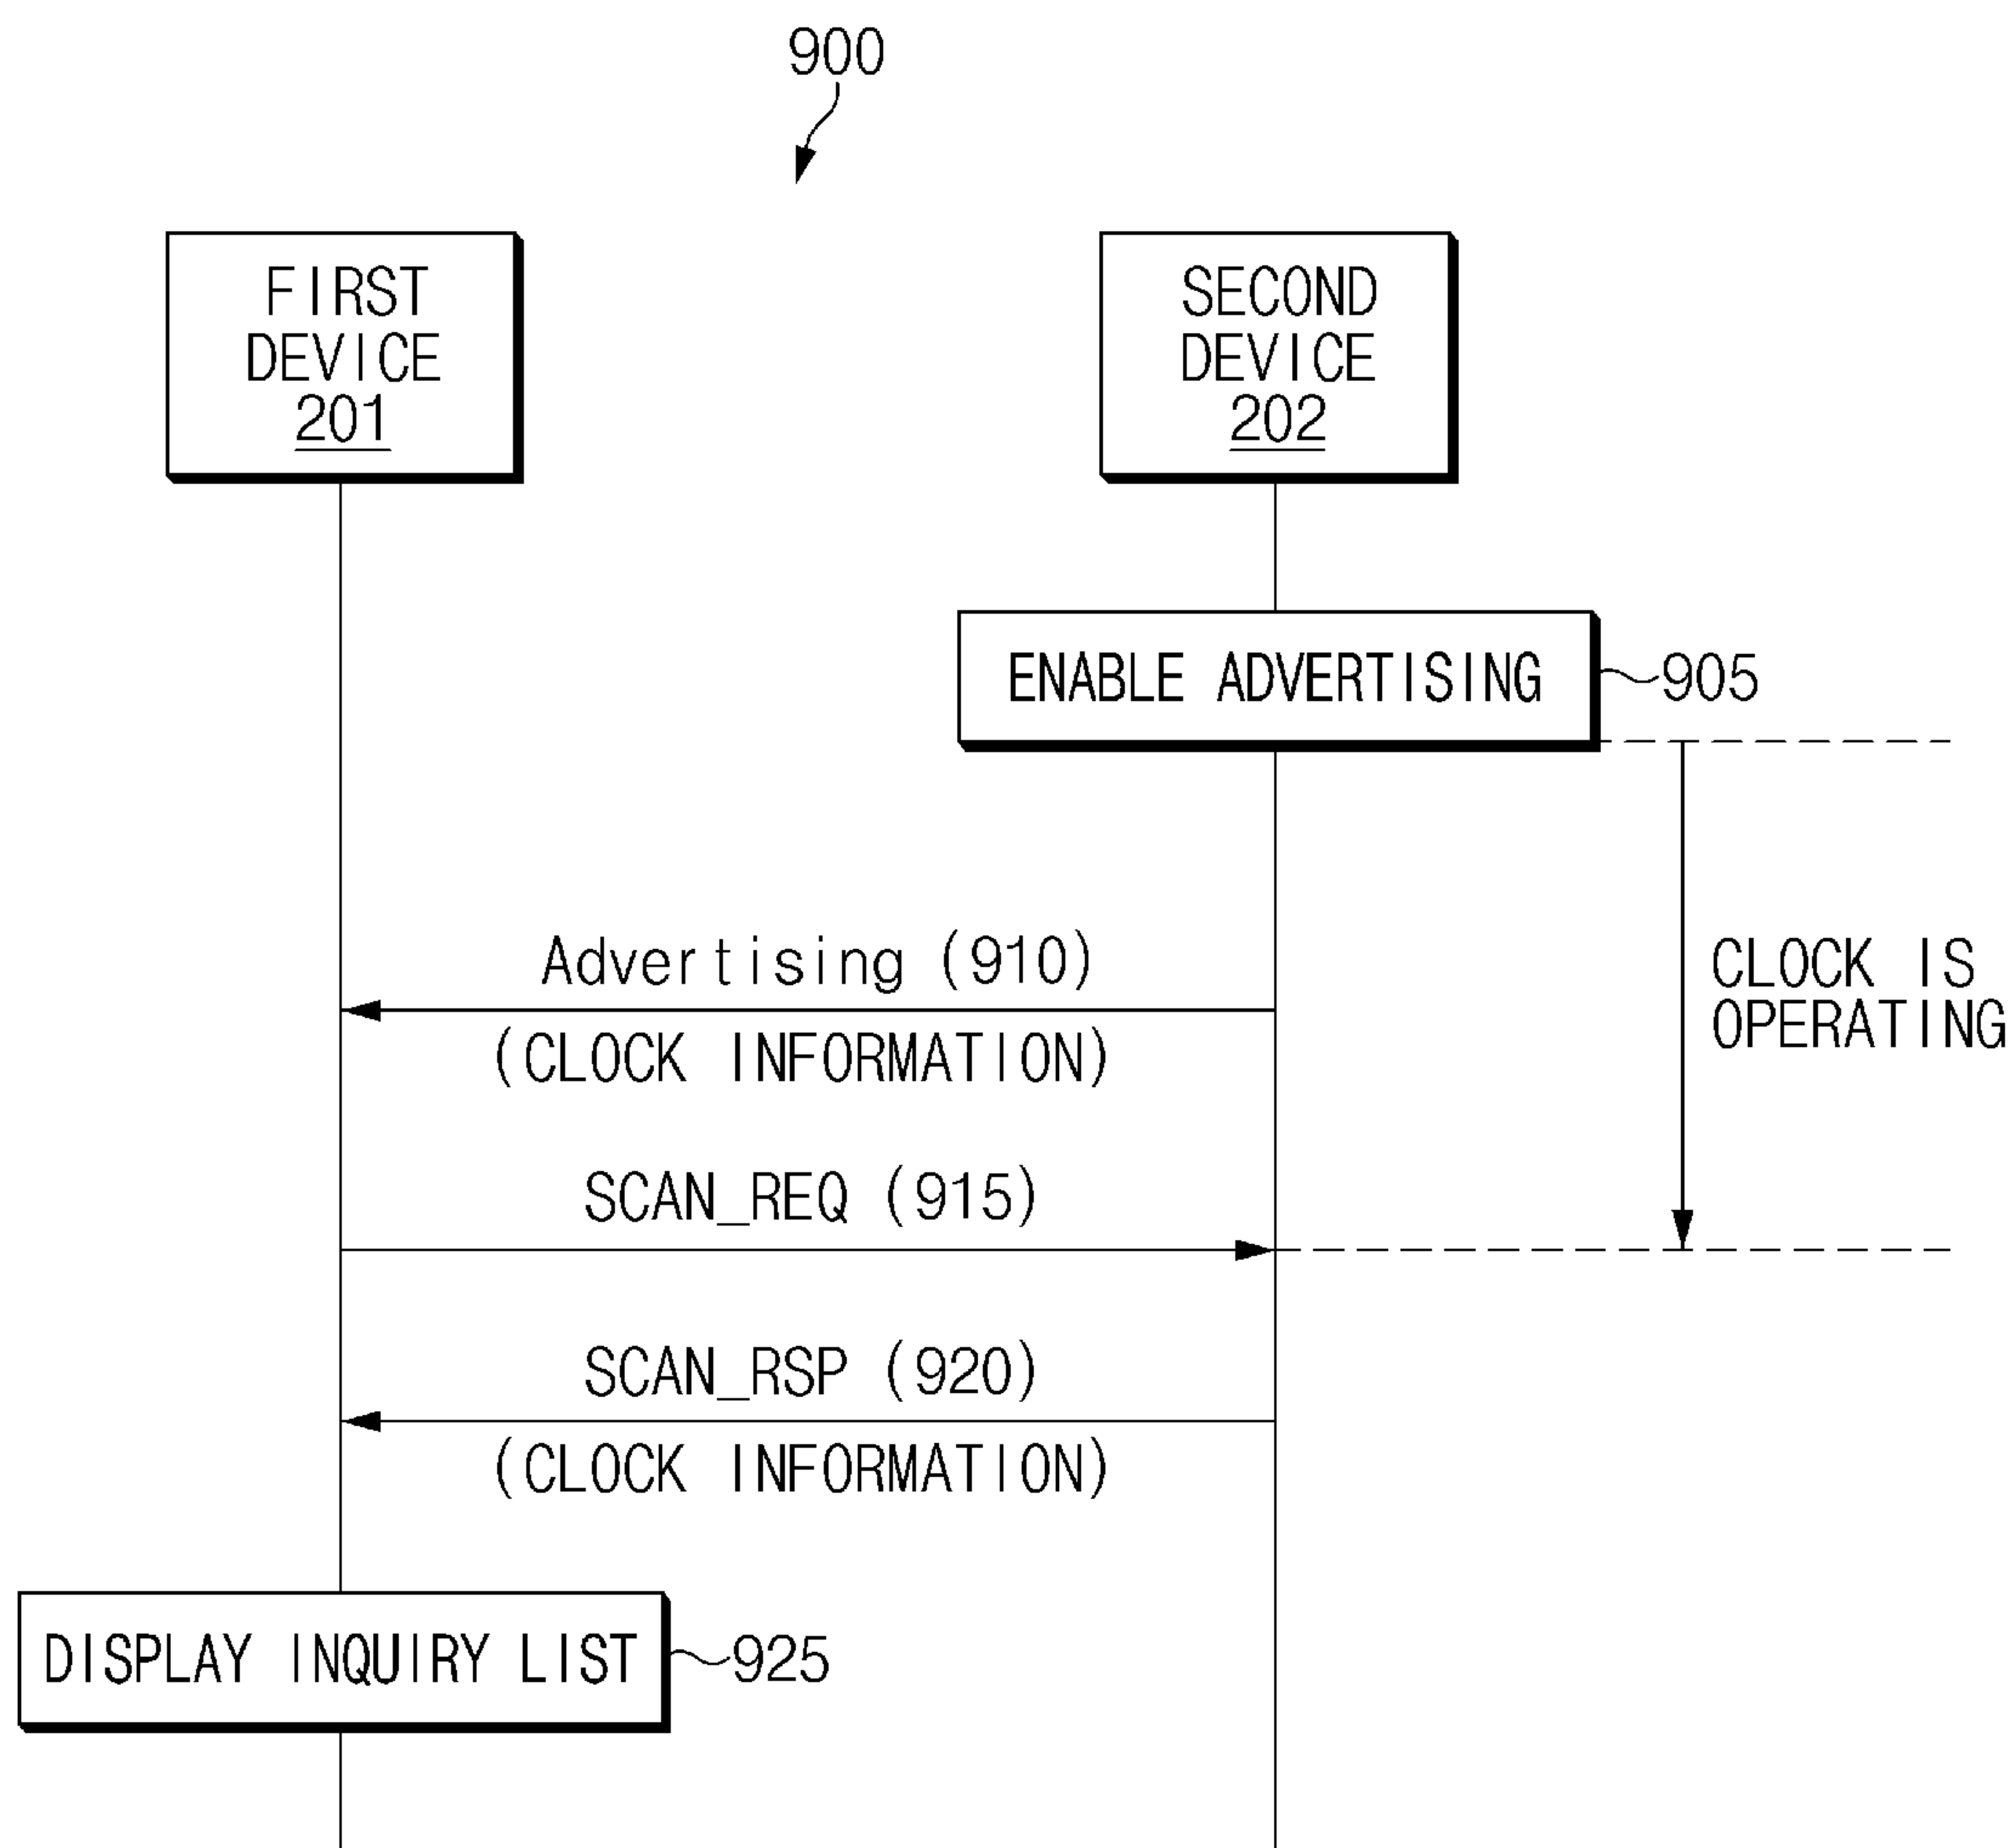 900
FIRST
DEVICE
201
SECOND
DEVICE
202
ENABLE ADVERTISING
905
Advertising (910)
(CLOCK INFORMATION)
CLOCK IS
OPERATING
SCAN_REQ (915)
SCAN_RSP (920)
(CLOCK INFORMATION)
DISPLAY INQUIRY LIST
925